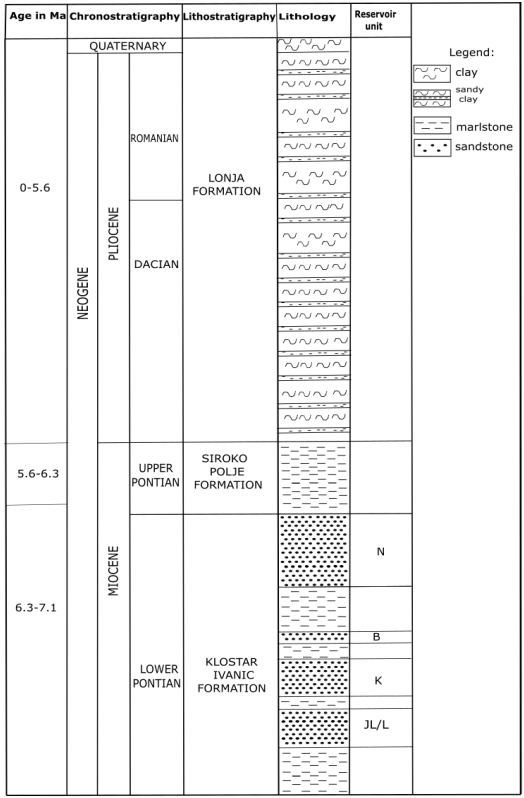 Age in Ma Chronostratigraphy Lithostratigraphy Lithology Reservoir
unit
QUATERNARY
Legend:
clay
sandy
clay
marlstone
sandstone
0-5.6
NEOGENE
PLIOCENE
ROMANIAN
DACIAN
LONJA
FORMATION
5.6-6.3
MIOCENE
UPPER
PONTIAN
SIROKO
POLJE
FORMATION
6.3-7.1
LOWER
PONTIAN
KLOSTAR
IVANIC
FORMATION
N
B
K
JL/L